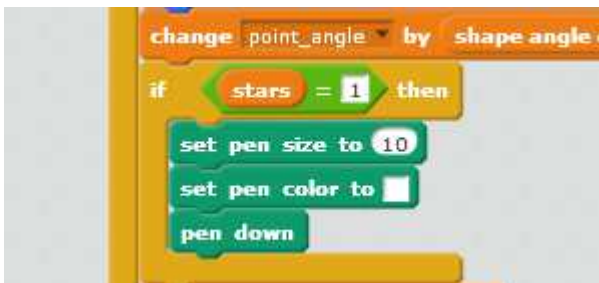 change point_angle by shape angle
if stars = 1 then
set pen size to 10
set pen color to
pen down